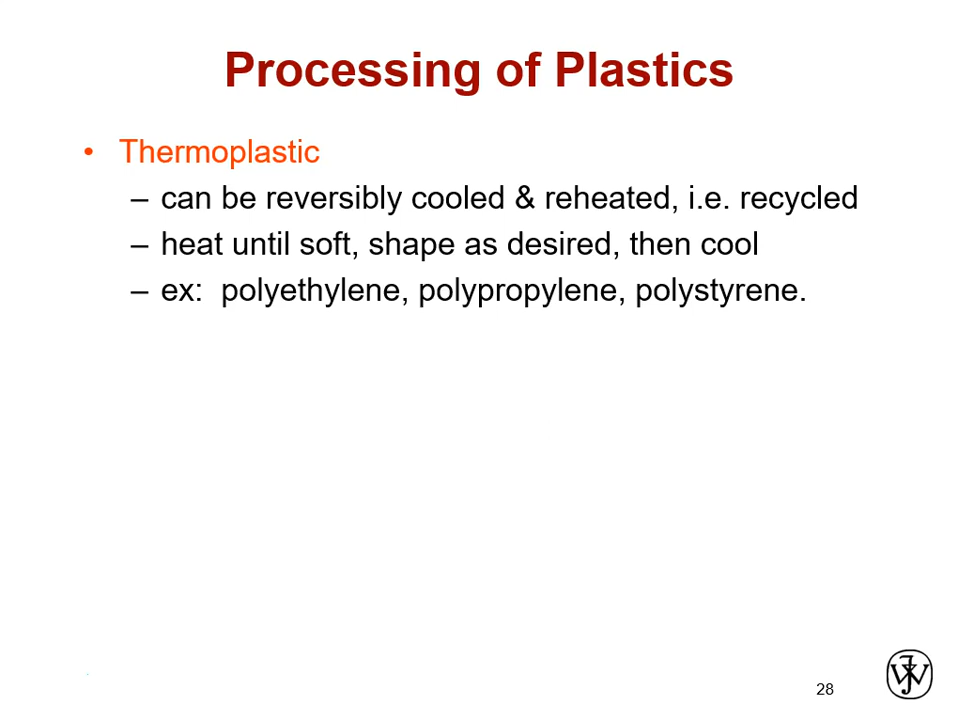 Processing of Plastics
• Thermoplastic
– can be reversibly cooled & reheated, i.e. recycled
– heat until soft, shape as desired, then cool
– ex: polyethylene, polypropylene, polystyrene.
28